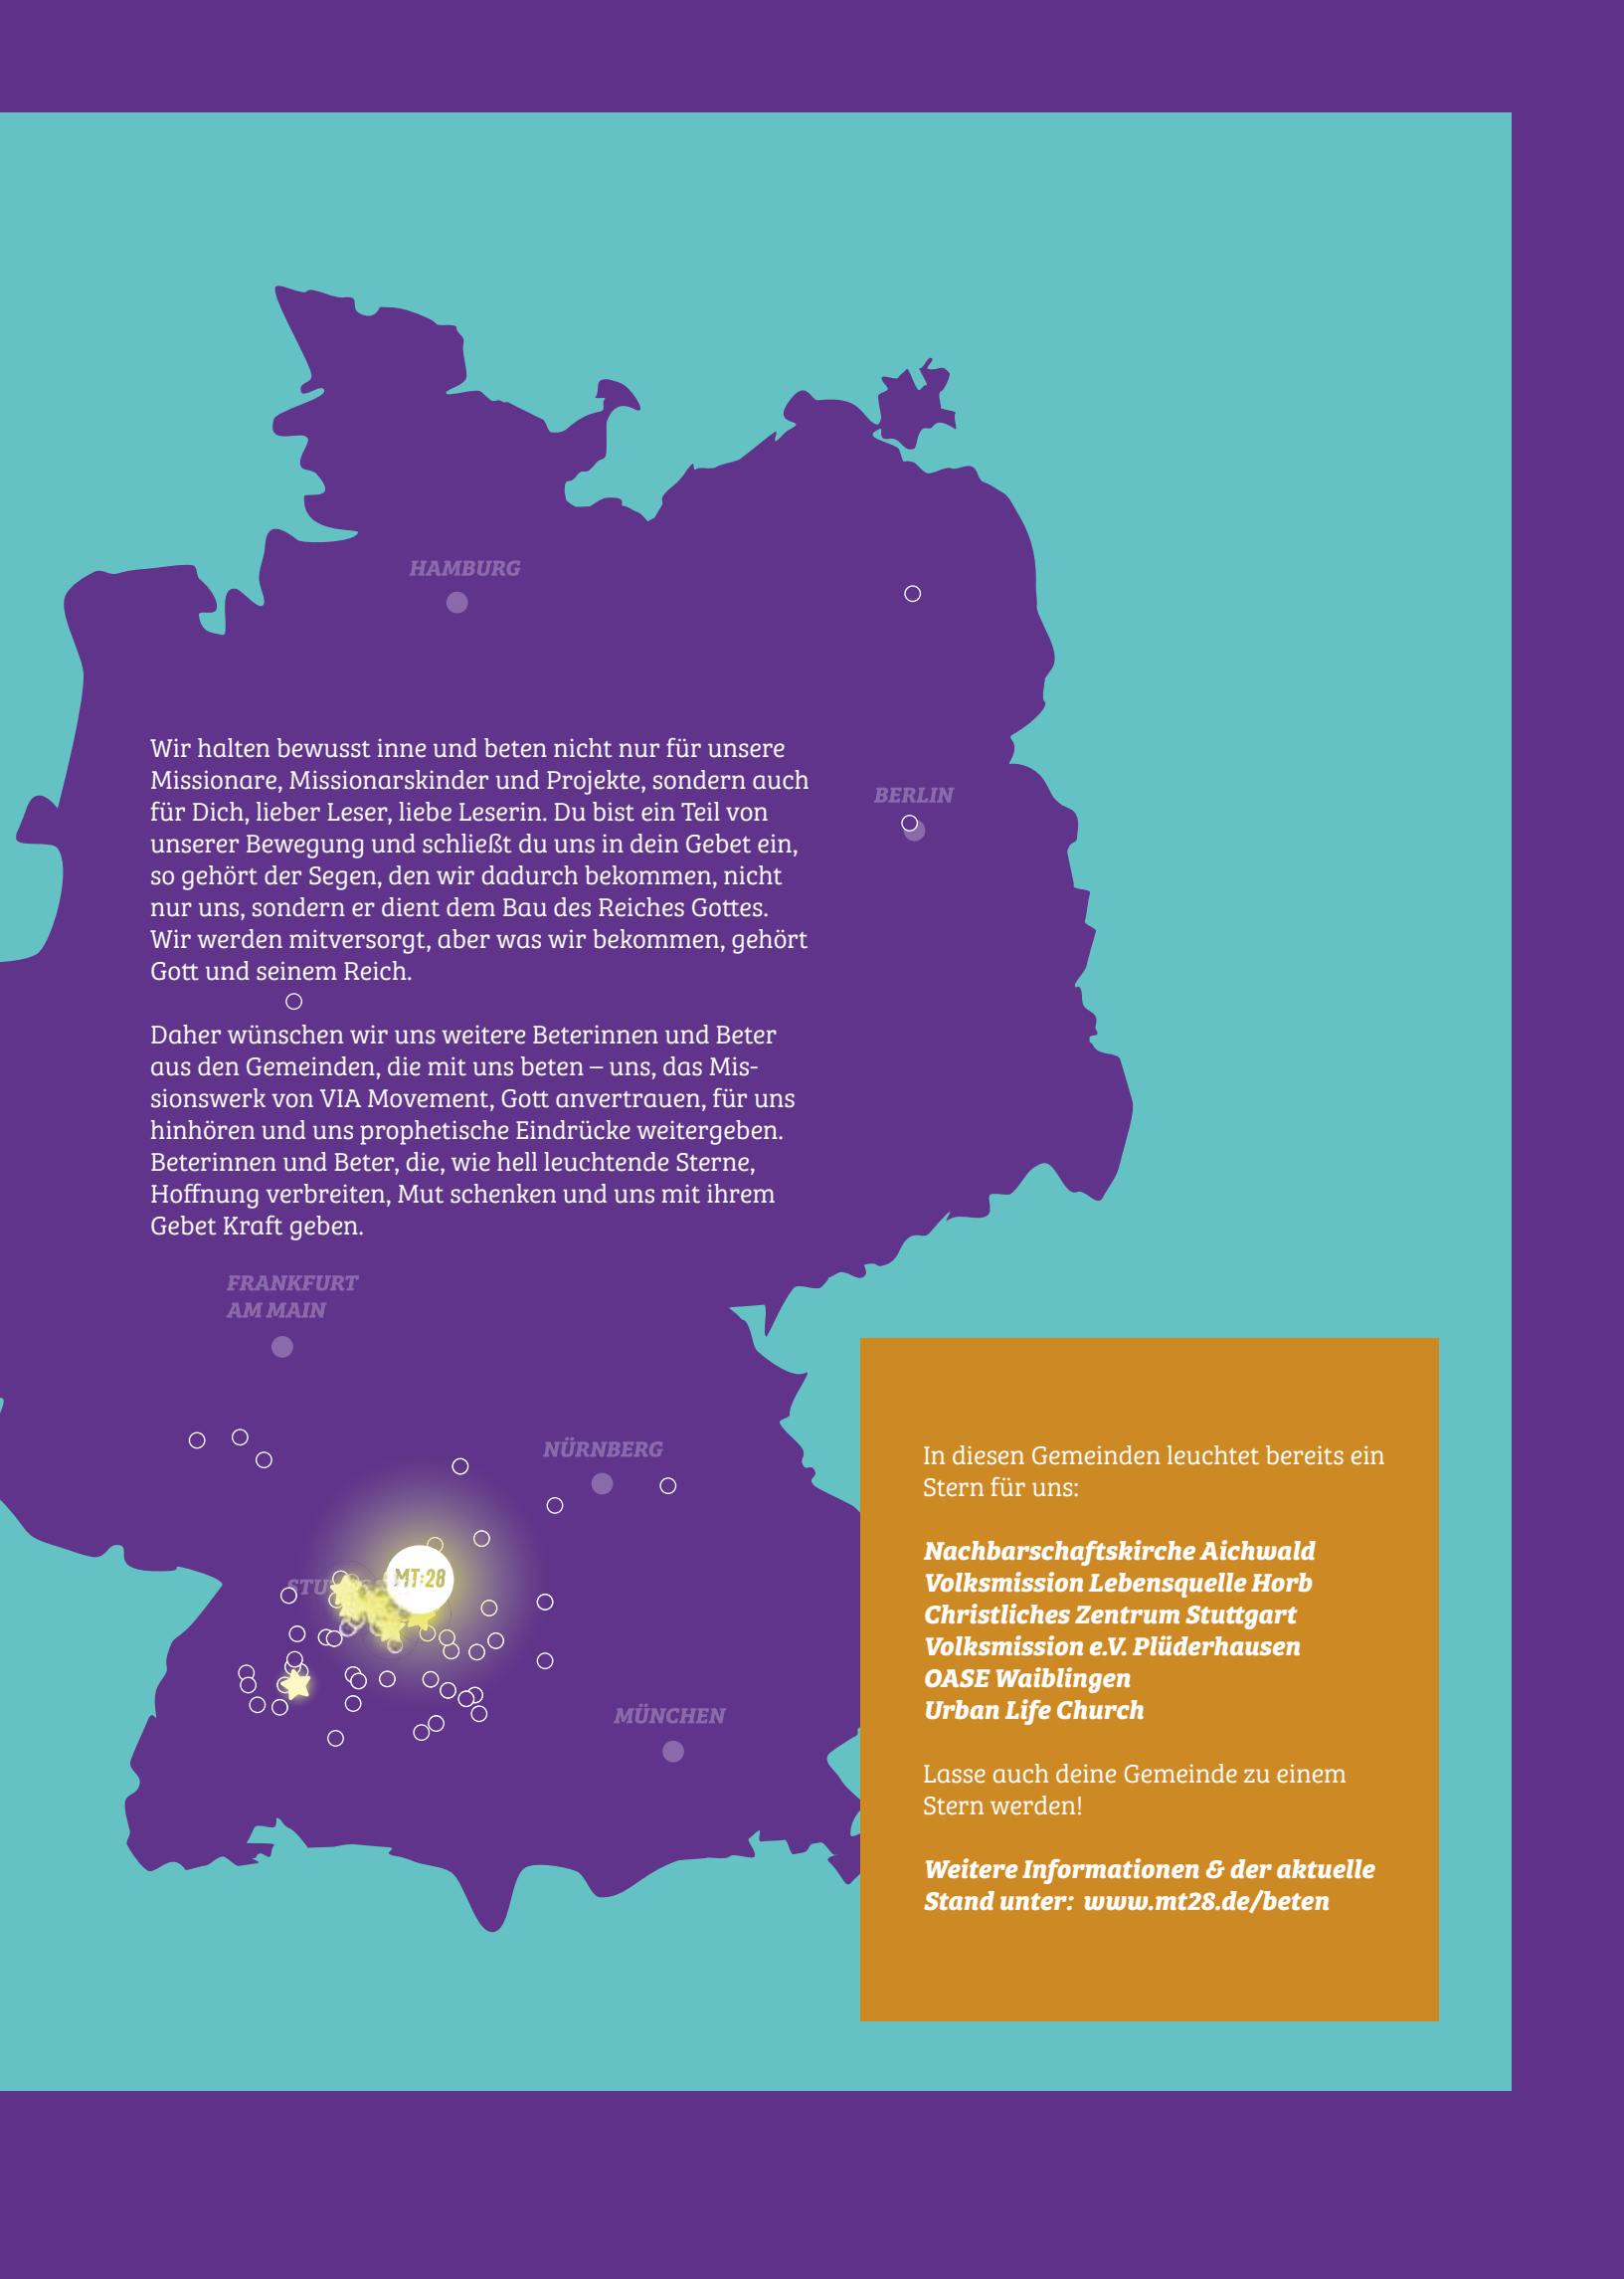 HAMBURG
Wir halten bewusst inne und beten nicht nur für unsere
Missionare, Missionarskinder und Projekte, sondern auch
für Dich, lieber Leser, liebe Leserin. Du bist ein Teil von
unserer Bewegung und schließt du uns in dein Gebet ein,
so gehört der Segen, den wir dadurch bekommen, nicht
nur uns, sondern er dient dem Bau des Reiches Gottes.
Wir werden mitversorgt, aber was wir bekommen, gehört
Gott und seinem Reich.
BERLIN
Daher wünschen wir uns weitere Beterinnen und Beter
aus den Gemeinden, die mit uns beten – uns, das Mis-
sionswerk von VIA Movement, Gott anvertrauen, für uns
hinhören und uns prophetische Eindrücke weitergeben.
Beterinnen und Beter, die, wie hell leuchtende Sterne,
Hoffnung verbreiten, Mut schenken und uns mit ihrem
Gebet Kraft geben.
FRANKFURT
AM MAIN
NÜRNBERG
MT:28
MÜNCHEN
In diesen Gemeinden leuchtet bereits ein
Stern für uns:
Nachbarschaftskirche Aichwald
Volksmission Lebensquelle Horb
Christliches Zentrum Stuttgart
Volksmission e.V. Plüderhausen
OASE Waiblingen
Urban Life Church
Lasse auch deine Gemeinde zu einem
Stern werden!
Weitere Informationen & der aktuelle
Stand unter: www.mt28.de/beten